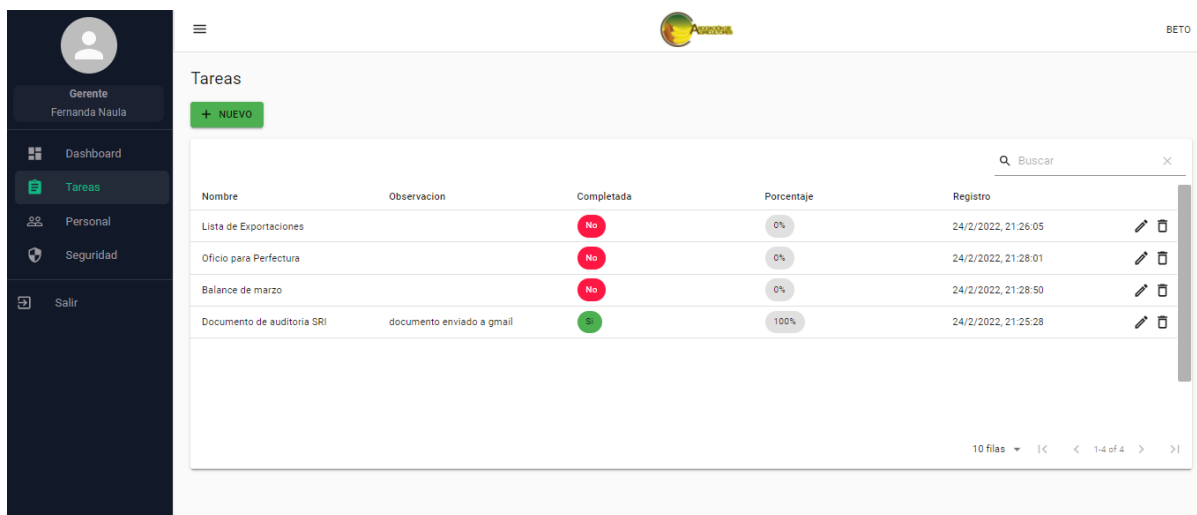 BETO
Gerente
Fernanda Naula
Dashboard
Tareas
Personal
Seguridad
Salir
Tareas
+ NUEVO
Buscar
Nombre Observacion Completada Porcentaje Registro
Lista de Exportaciones No 0% 24/2/2022, 21:26:05
Oficio para Perfectura No 0% 24/2/2022, 21:28:01
Balance de marzo No 0% 24/2/2022, 21:28:50
Documento de auditoria SRI documento enviado a gmail Si 100% 24/2/2022, 21:25:28
10 filas 1-4 of 4